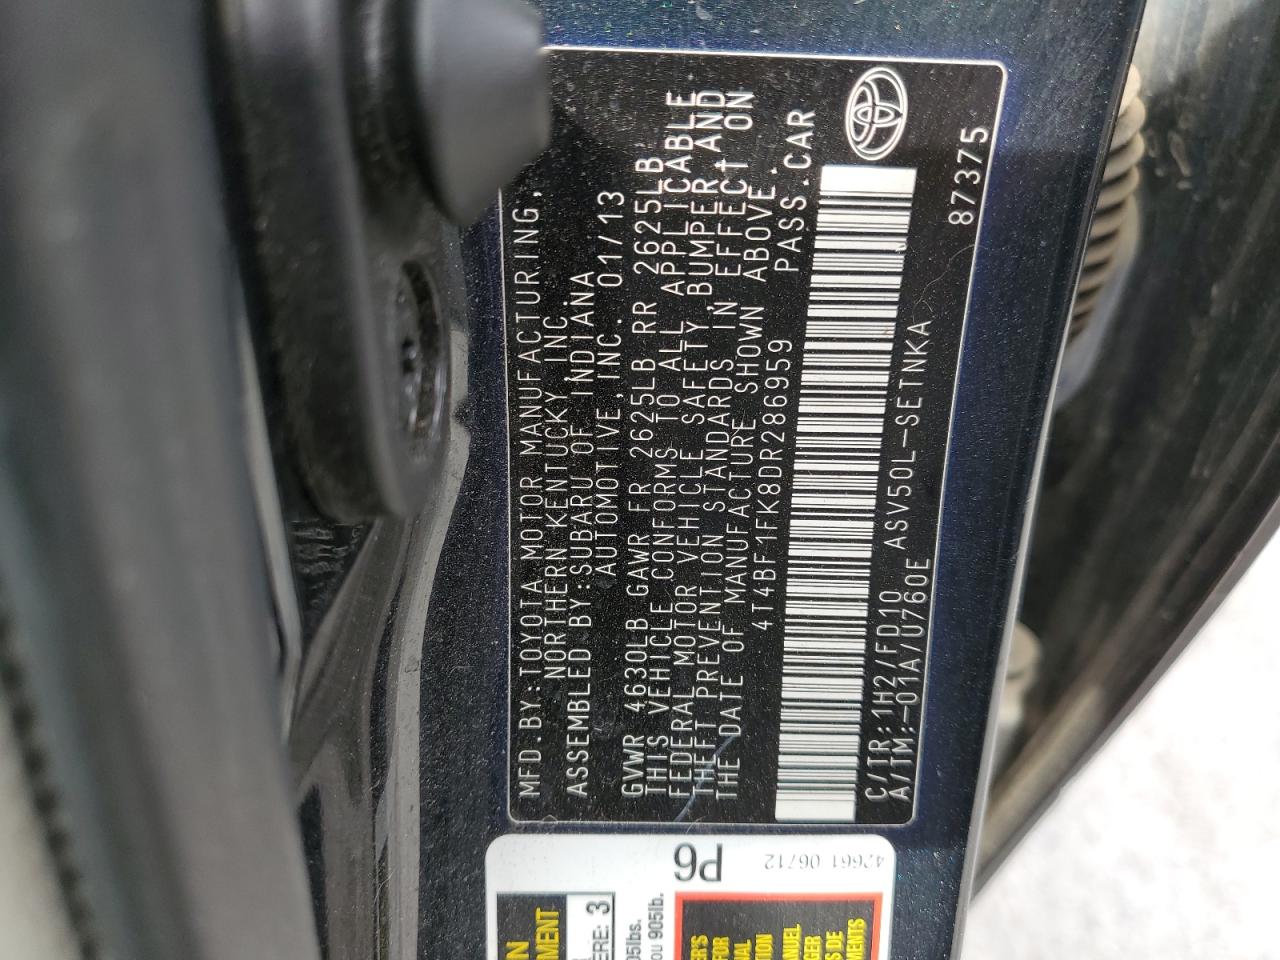 MFD.BY:TOYOTA MOTOR MANUFACTURING,
NORTHERN KENTUCKY,INC.
ASSEMBLED BY:SUBARU OF INDIANA
AUTOMOTIVE,INC. 01/13
GVWR 4630LB GAWR FR 2625LB RR 2625LB
THIS VEHICLE CONFORMS TO ALL APPLICABLE
FEDERAL MOTOR VEHICLE SAFETY,BUMPER,AND
THEFT PREVENTION STANDARDS IN EFFECT ON
THE DATE OF MANUFACTURE SHOWN ABOVE.
4T4BF1FK8DR286959 PASS.CAR
C/TR:1H2/FD10 ASV50L-SETNKA
A/TM:-01A/U760E 87375
P6
42661 06712
3
905lb.